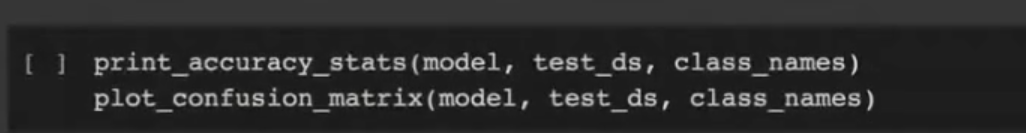 [ ] print_accuracy_stats(model, test_ds, class_names)
plot_confusion_matrix(model, test_ds, class_names)